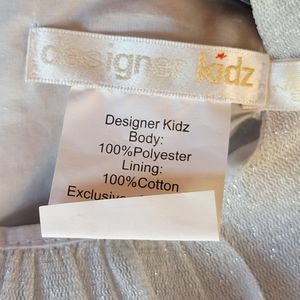 designer kidz
Designer Kidz
Body:
100%Polyester
Lining:
100%Cotton